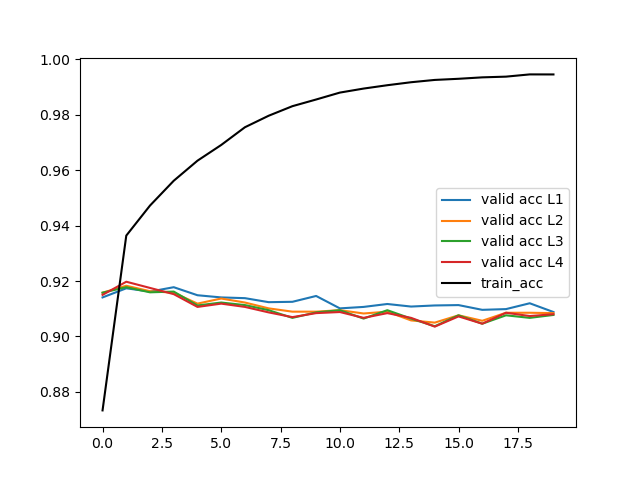 1.00
0.98
0.96
0.94
0.92
0.90
0.88
valid acc L1
valid acc L2
valid acc L3
valid acc L4
train_acc
0.0 2.5 5.0 7.5 10.0 12.5 15.0 17.5